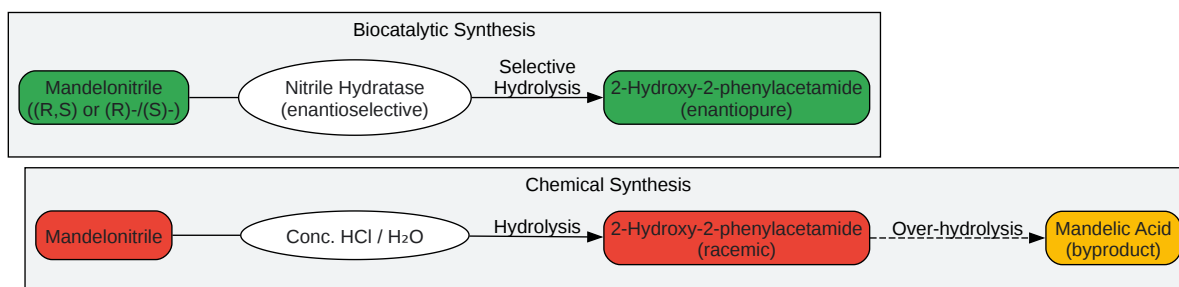 Biocatalytic Synthesis
Mandelonitrile
((R,S) or (R)-/(S)-)
Nitrile Hydratase
(enantioselective)
Selective
Hydrolysis
2-Hydroxy-2-phenylacetamide
(enantiopure)
Chemical Synthesis
Mandelonitrile
Conc. HCl / H₂O
Hydrolysis
2-Hydroxy-2-phenylacetamide
(racemic)
Over-hydrolysis
Mandelic Acid
(byproduct)